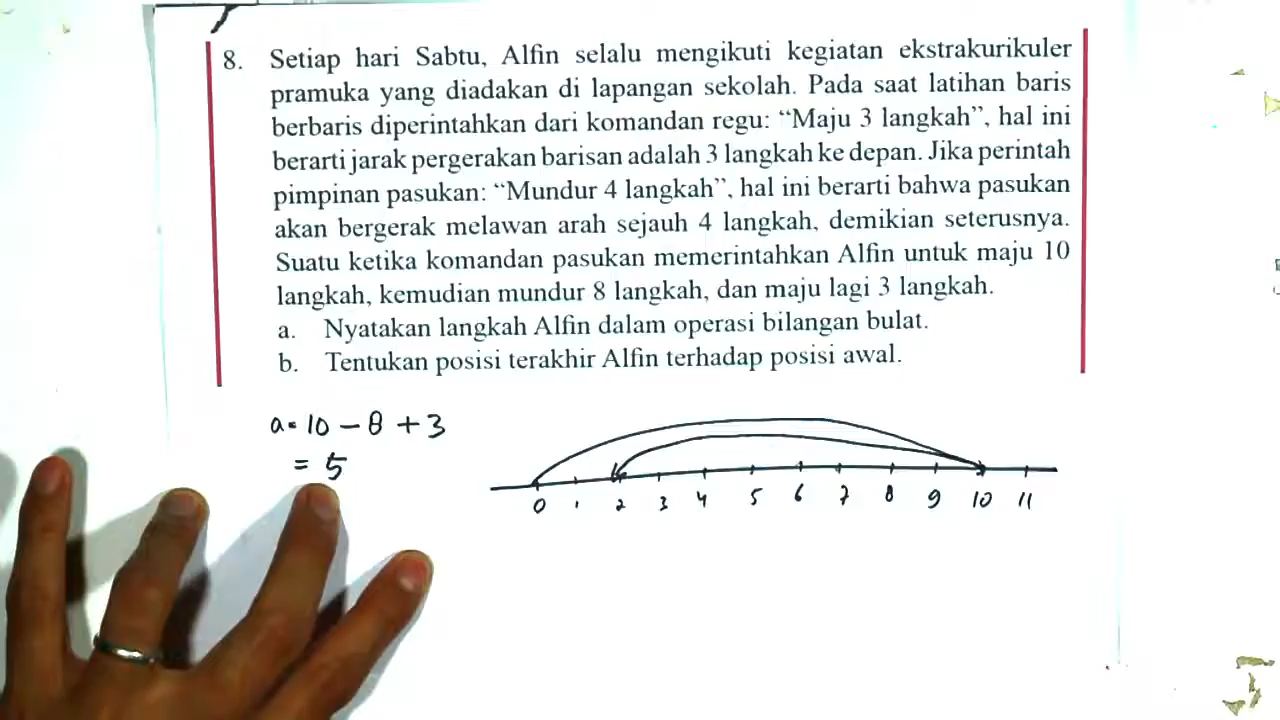 8. Setiap hari Sabtu, Alfin selalu mengikuti kegiatan ekstrakurikuler
pramuka yang diadakan di lapangan sekolah. Pada saat latihan baris
berbaris diperintahkan dari komandan regu: “Maju 3 langkah”, hal ini
berarti jarak pergerakan barisan adalah 3 langkah ke depan. Jika perintah
pimpinan pasukan: “Mundur 4 langkah”, hal ini berarti bahwa pasukan
akan bergerak melawan arah sejauh 4 langkah, demikian seterusnya.
Suatu ketika komandan pasukan memerintahkan Alfin untuk maju 10
langkah, kemudian mundur 8 langkah, dan maju lagi 3 langkah.
a. Nyatakan langkah Alfin dalam operasi bilangan bulat.
b. Tentukan posisi terakhir Alfin terhadap posisi awal.
a = 10 – 8 + 3
= 5
0 1 2 3 4 5 6 7 8 9 10 11